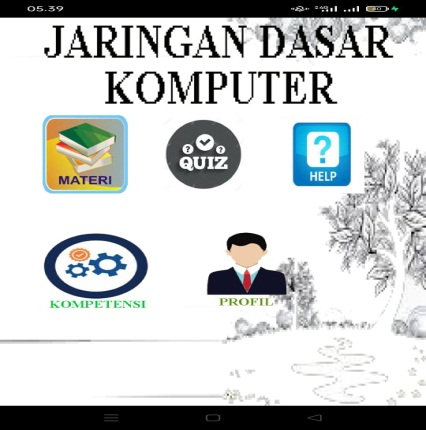 05.39
JARINGAN DASAR
KOMPUTER
MATERI
QUIZ
HELP
KOMPETENSI
PROFIL